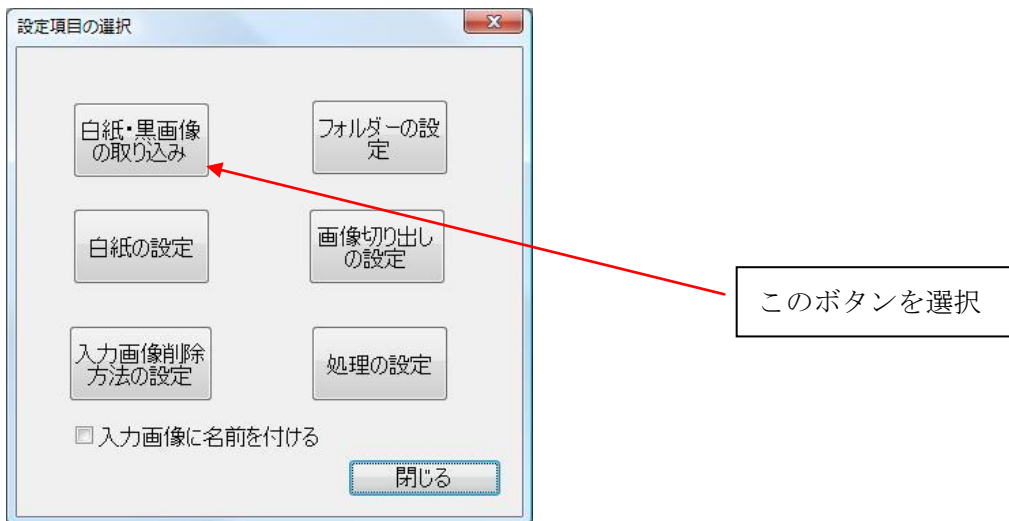 設定項目の選択
白紙・黒画像
の取り込み
フォルダーの設
定
白紙の設定
画像切り出し
の設定
このボタンを選択
入力画像削除
方法の設定
処理の設定
入力画像に名前を付ける
閉じる